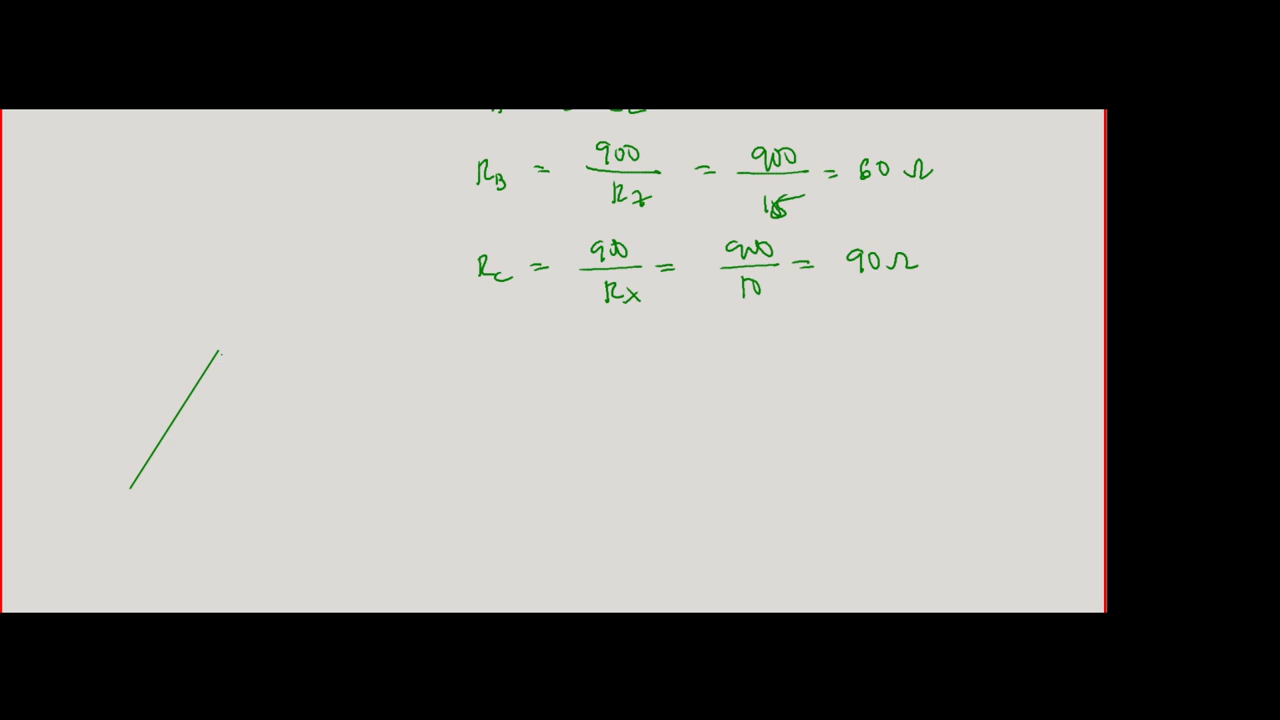 R_B = 900/R_Z = 900/15 = 60 Ω
R_C = 900/R_X = 900/10 = 90 Ω